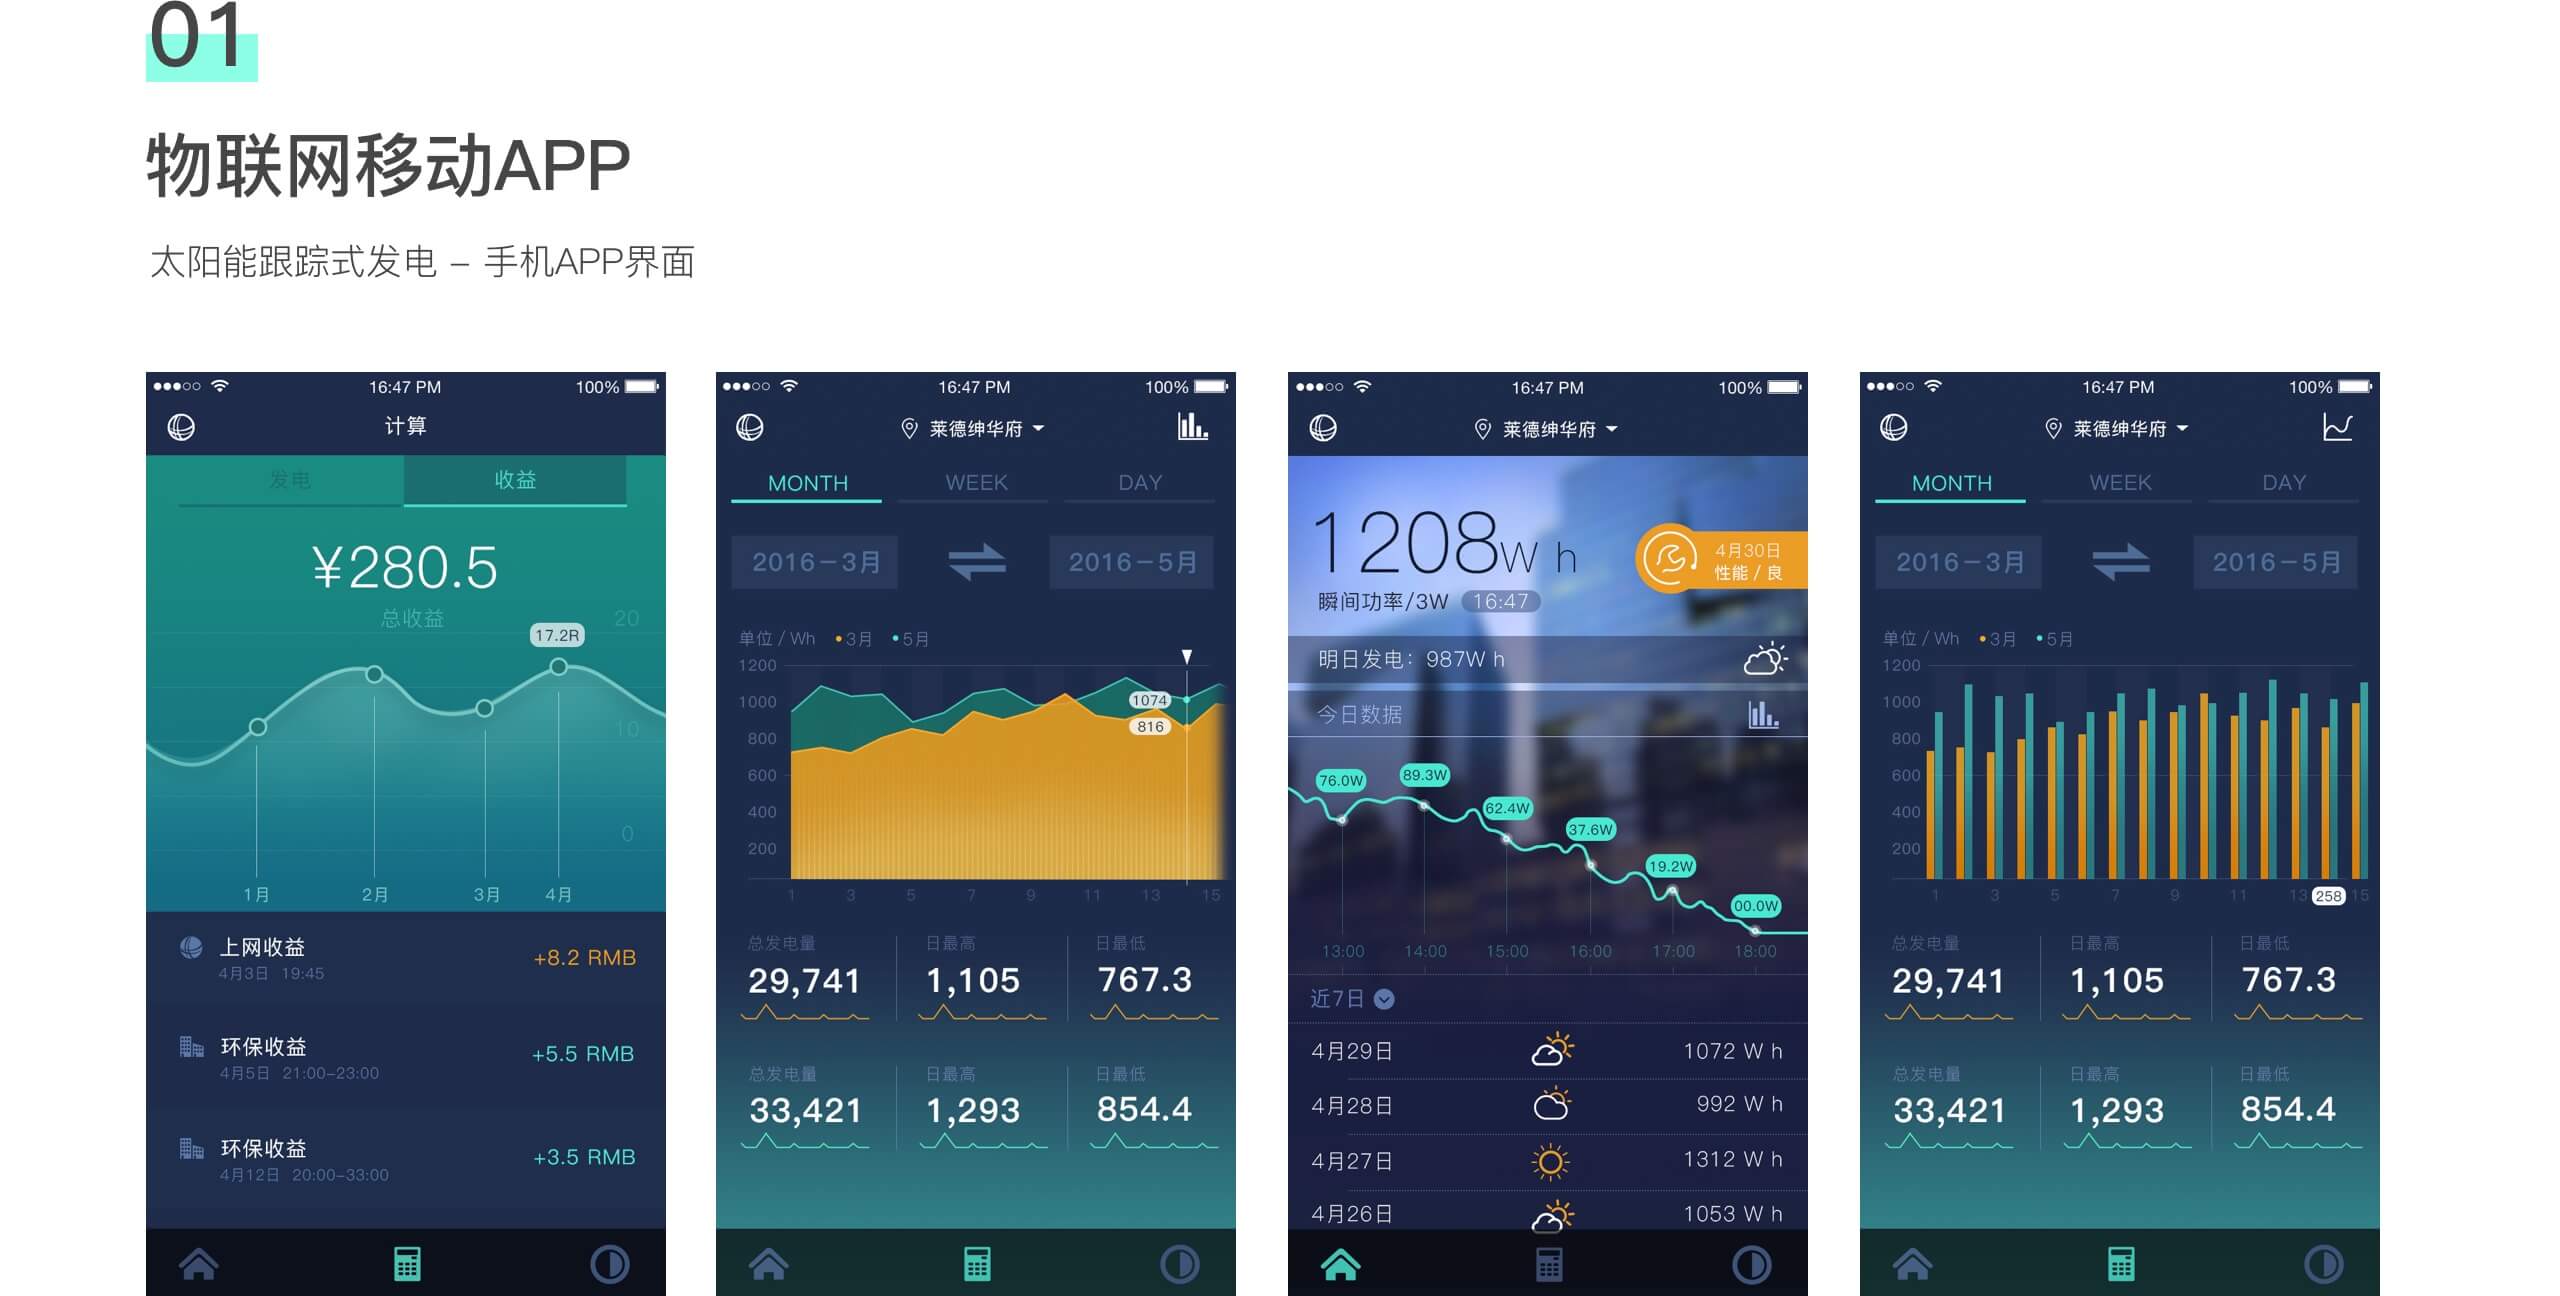 01
物联网移动APP
太阳能跟踪式发电 – 手机APP界面
16:47 PM 100%
计算
发电 收益
¥280.5
总收益
20
17.2R
10
0
1月 2月 3月 4月
上网收益
+8.2 RMB
4月3日 19:45
环保收益
+5.5 RMB
4月5日 21:00–23:00
环保收益
+3.5 RMB
4月12日 20:00–33:00
16:47 PM 100%
莱德绅华府
MONTH WEEK DAY
2016–3月 2016–5月
单位 / Wh 3月 5月
1200
1000
1074
816
800
600
400
200
1 3 5 7 9 11 13 15
总发电量 日最高 日最低
29,741 1,105 767.3
总发电量 日最高 日最低
33,421 1,293 854.4
16:47 PM 100%
莱德绅华府
1208W h
4月30日
性能 / 良
瞬间功率/3W 16:47
明日发电：987W h
今日数据
76.0W 89.3W 62.4W 37.6W 19.2W 00.0W
13:00 14:00 15:00 16:00 17:00 18:00
近7日
4月29日 1072 W h
4月28日 992 W h
4月27日 1312 W h
4月26日 1053 W h
16:47 PM 100%
莱德绅华府
MONTH WEEK DAY
2016–3月 2016–5月
单位 / Wh 3月 5月
1200
1000
800
600
400
200
1 3 5 7 9 11 13 258 15
总发电量 日最高 日最低
29,741 1,105 767.3
总发电量 日最高 日最低
33,421 1,293 854.4